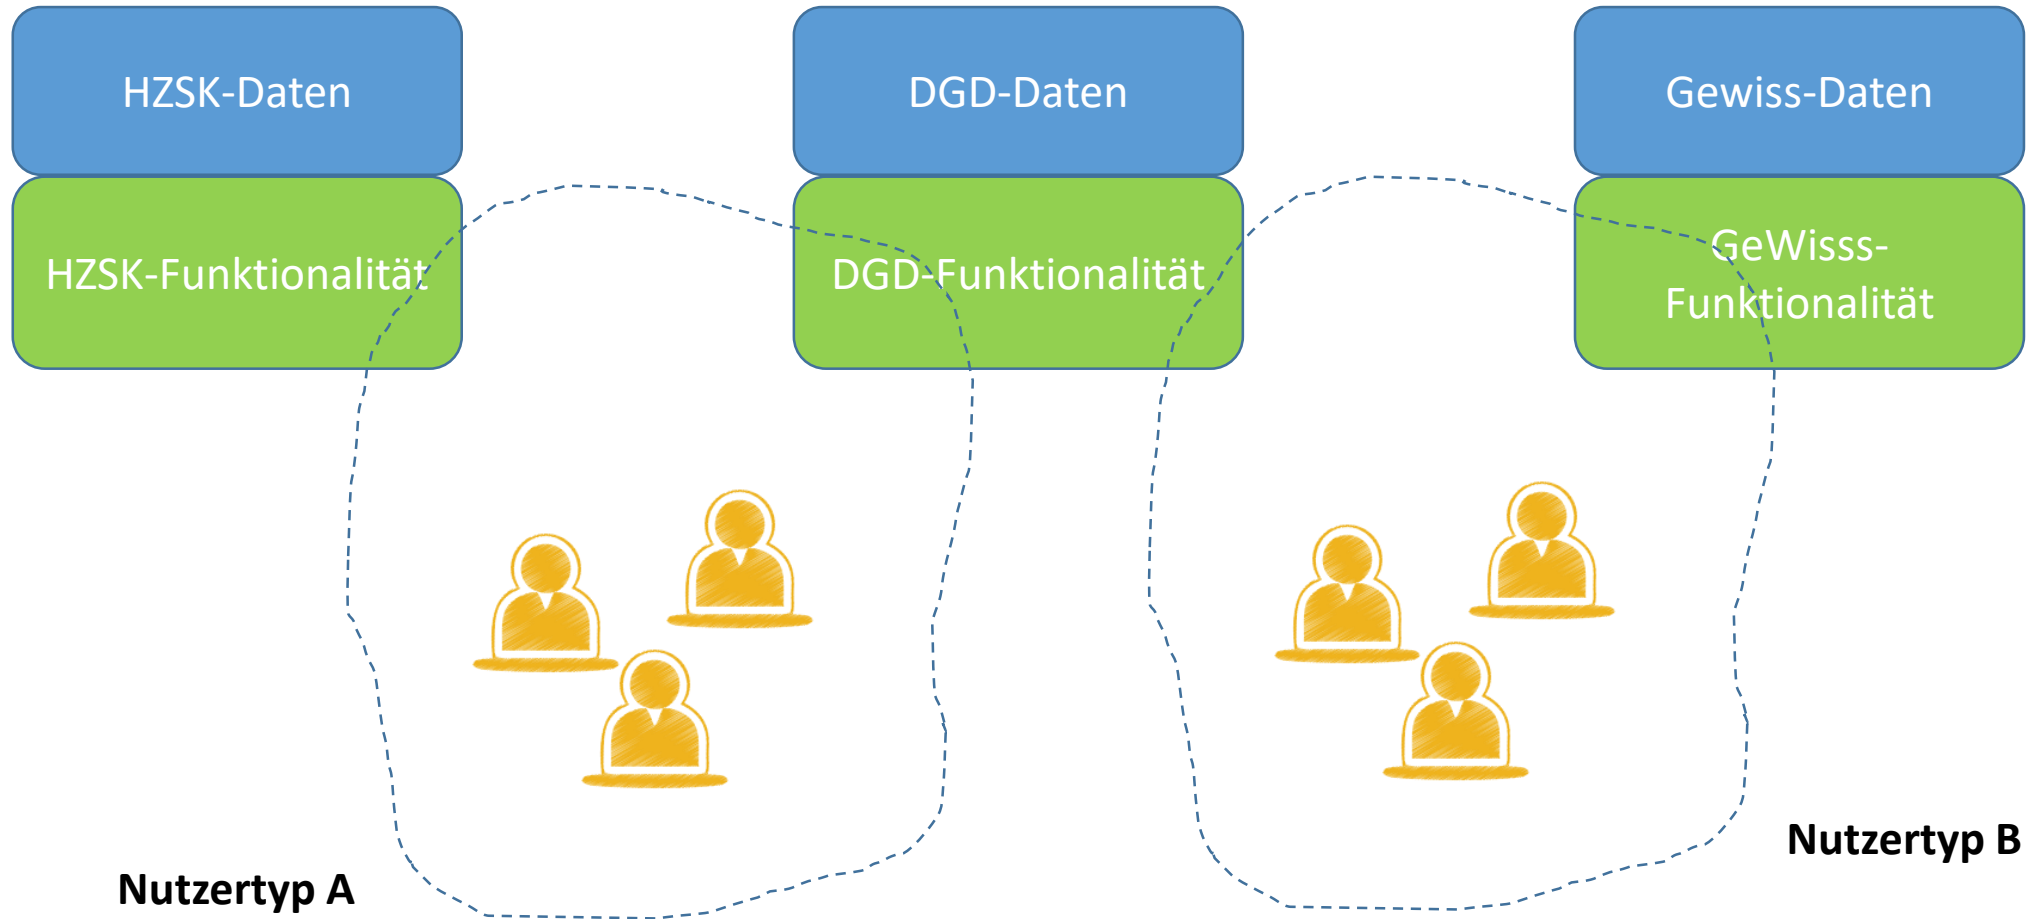 HZSK-Daten
DGD-Daten
Gewiss-Daten
HZSK-Funktionalität
DGD-Funktionalität
GeWisss-
Funktionalität
Nutzertyp A
Nutzertyp B